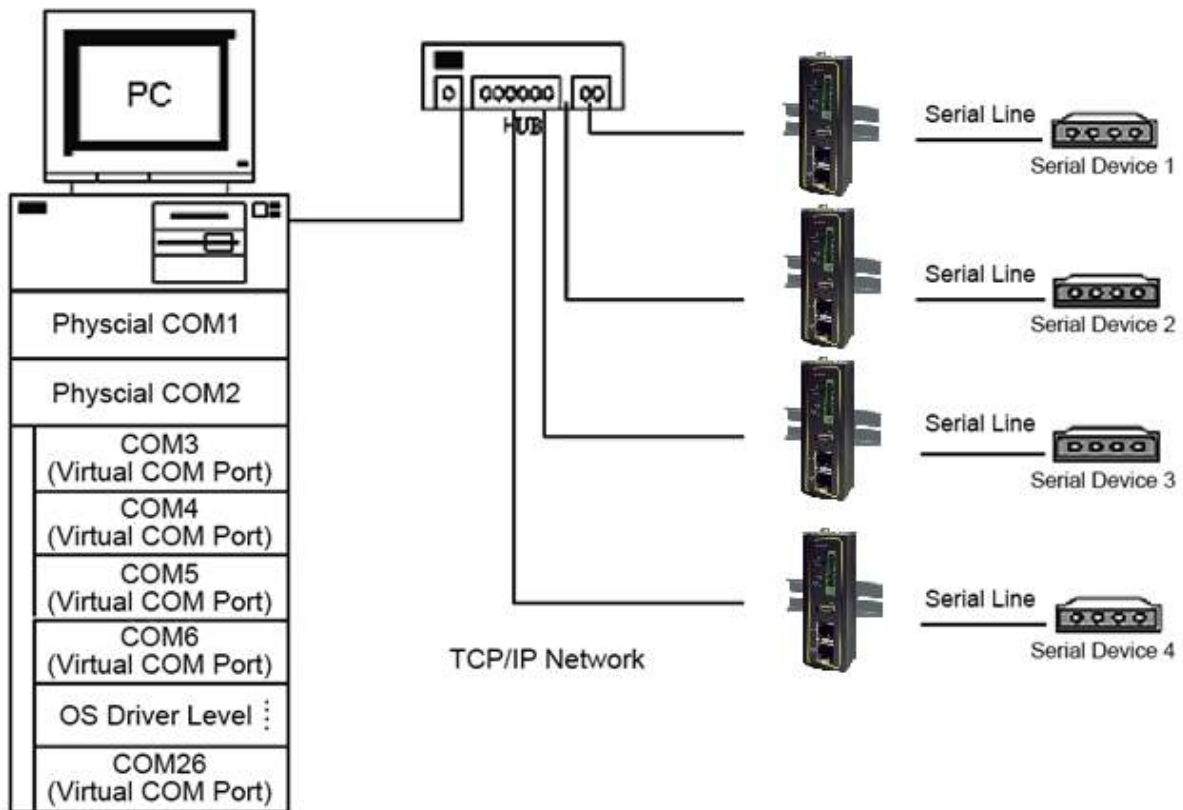 PC
Physcial COM1
Physcial COM2
COM3
(Virtual COM Port)
COM4
(Virtual COM Port)
COM5
(Virtual COM Port)
COM6
(Virtual COM Port)
OS Driver Level
COM26
(Virtual COM Port)
HUB
TCP/IP Network
Serial Line
Serial Device 1
Serial Line
Serial Device 2
Serial Line
Serial Device 3
Serial Line
Serial Device 4